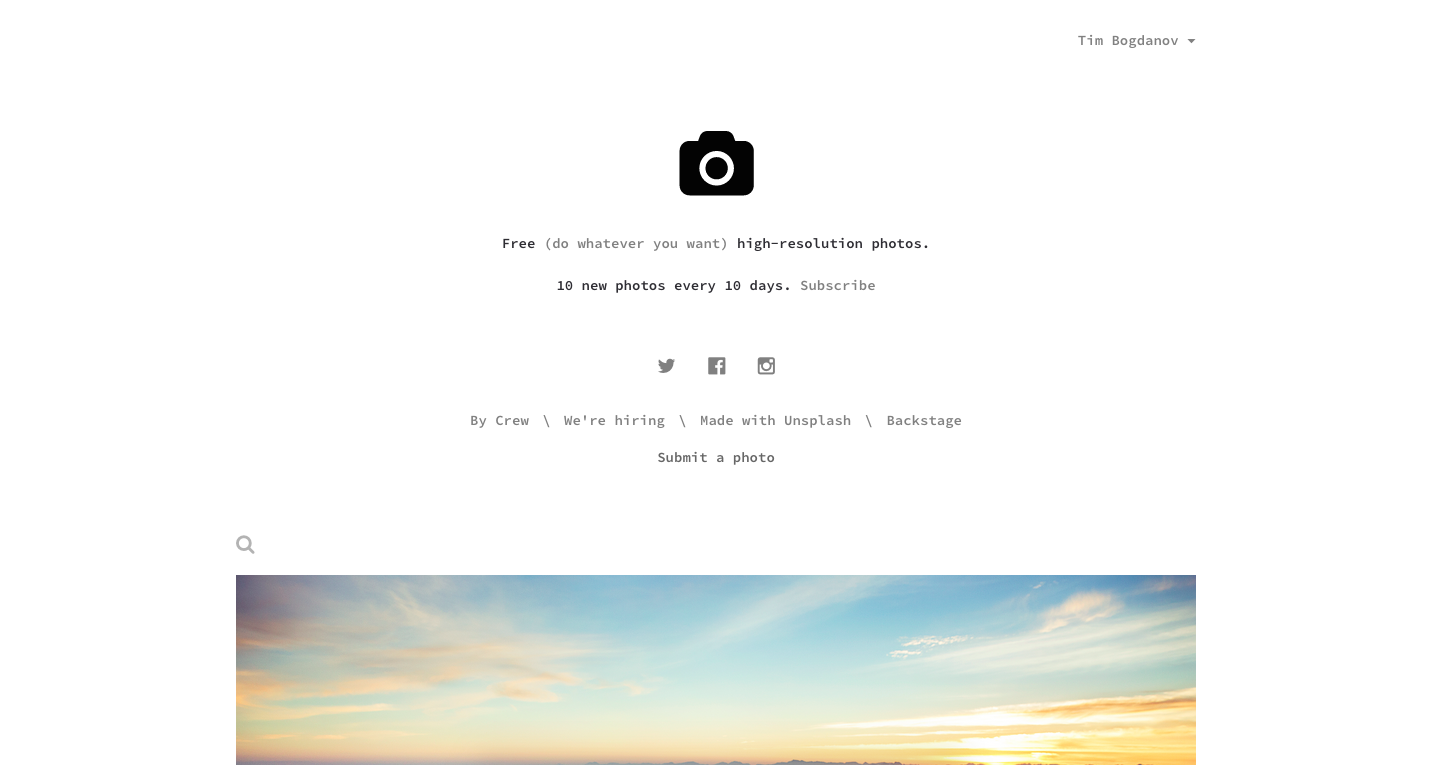 Tim Bogdanov
Free (do whatever you want) high-resolution photos.
10 new photos every 10 days. Subscribe
By Crew \ We're hiring \ Made with Unsplash \ Backstage
Submit a photo